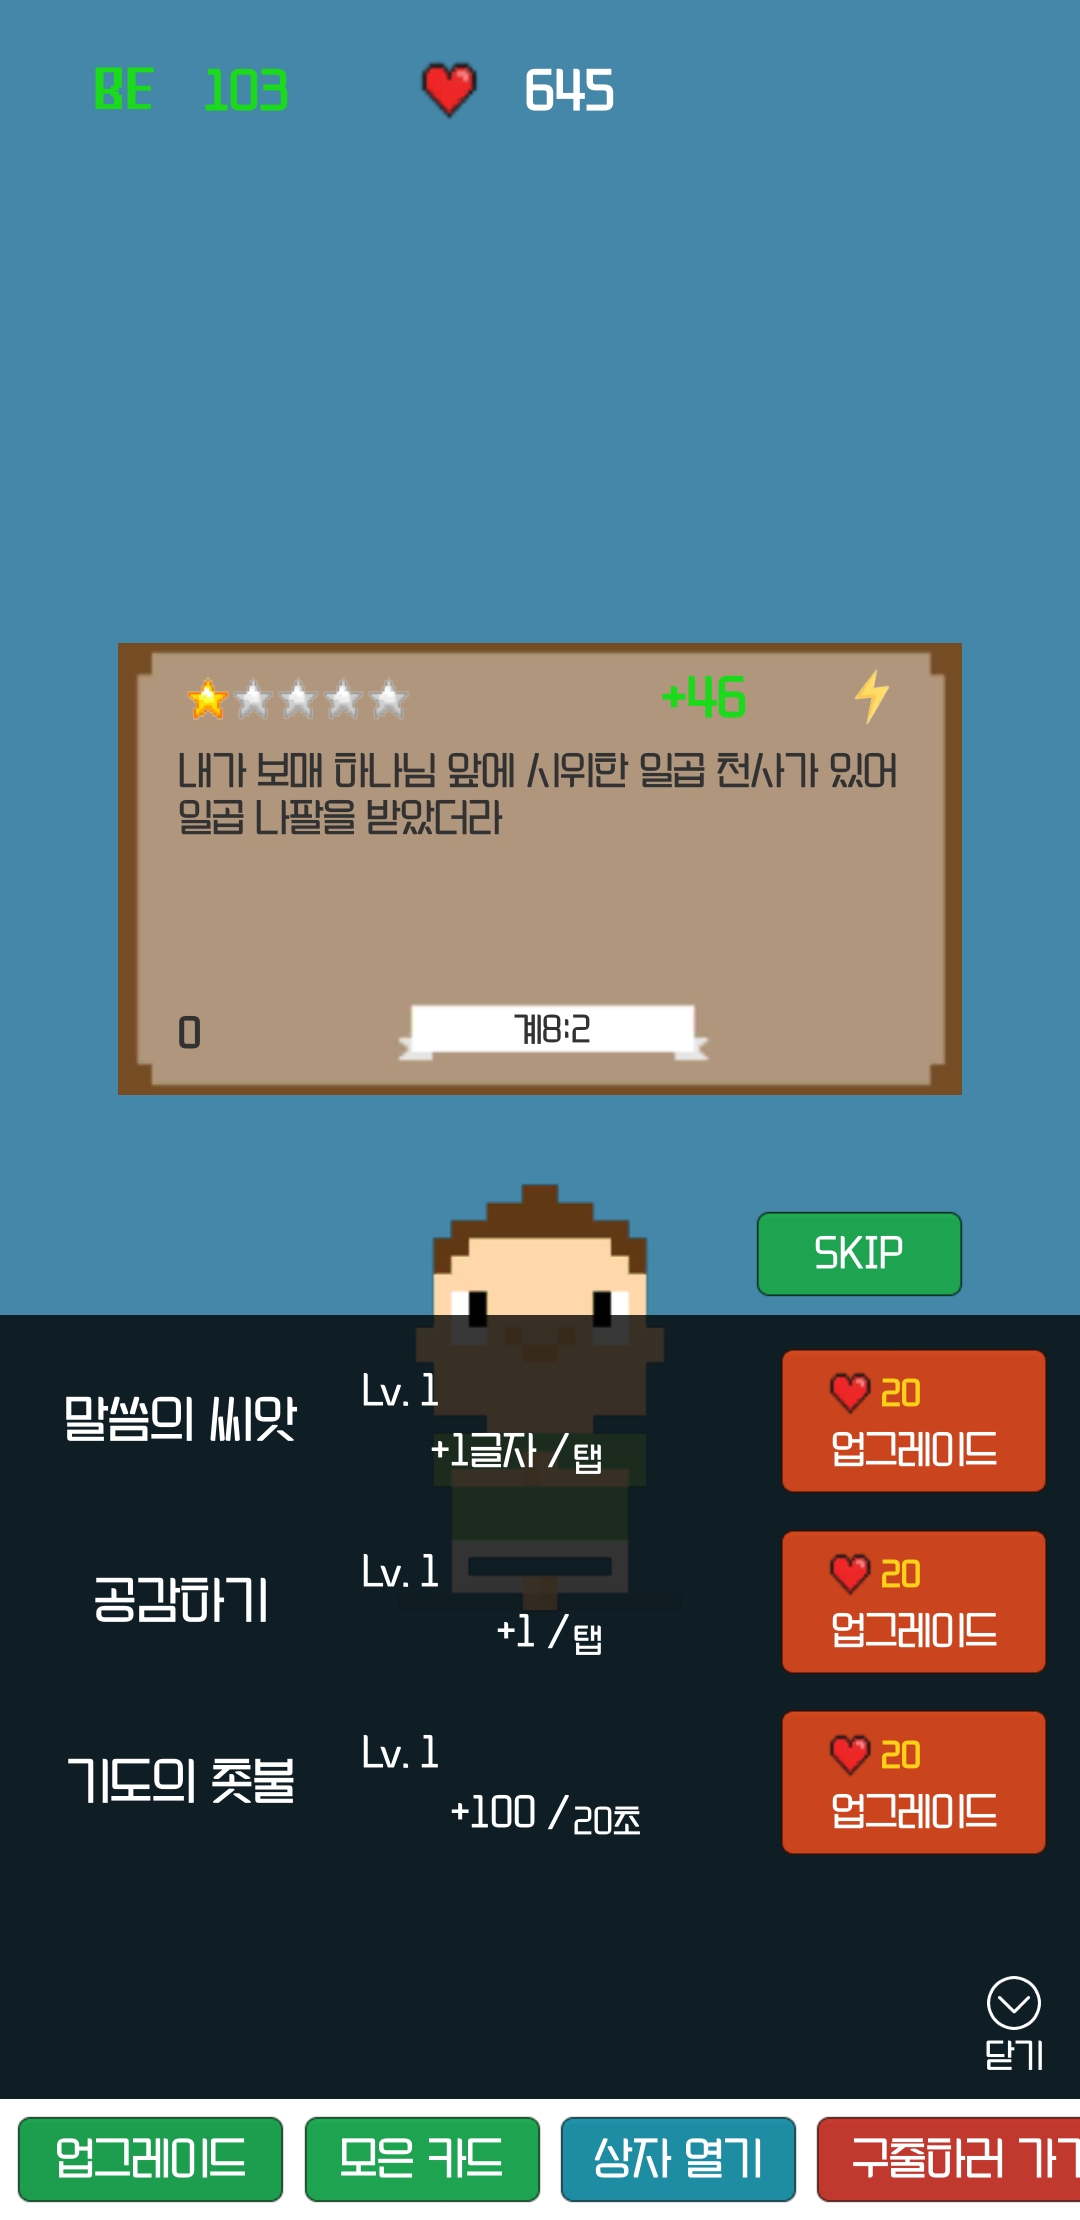 BE 103 645
+46
내가 보매 하나님 앞에 시위한 일곱 천사가 있어
일곱 나팔을 받았더라
0 계8:2
SKIP
말씀의 씨앗 Lv. 1 +1글자 / 탭 20 업그레이드
공감하기 Lv. 1 +1 / 탭 20 업그레이드
기도의 촛불 Lv. 1 +100 / 20초 20 업그레이드
닫기
업그레이드 모은 카드 상자 열기 구출하러